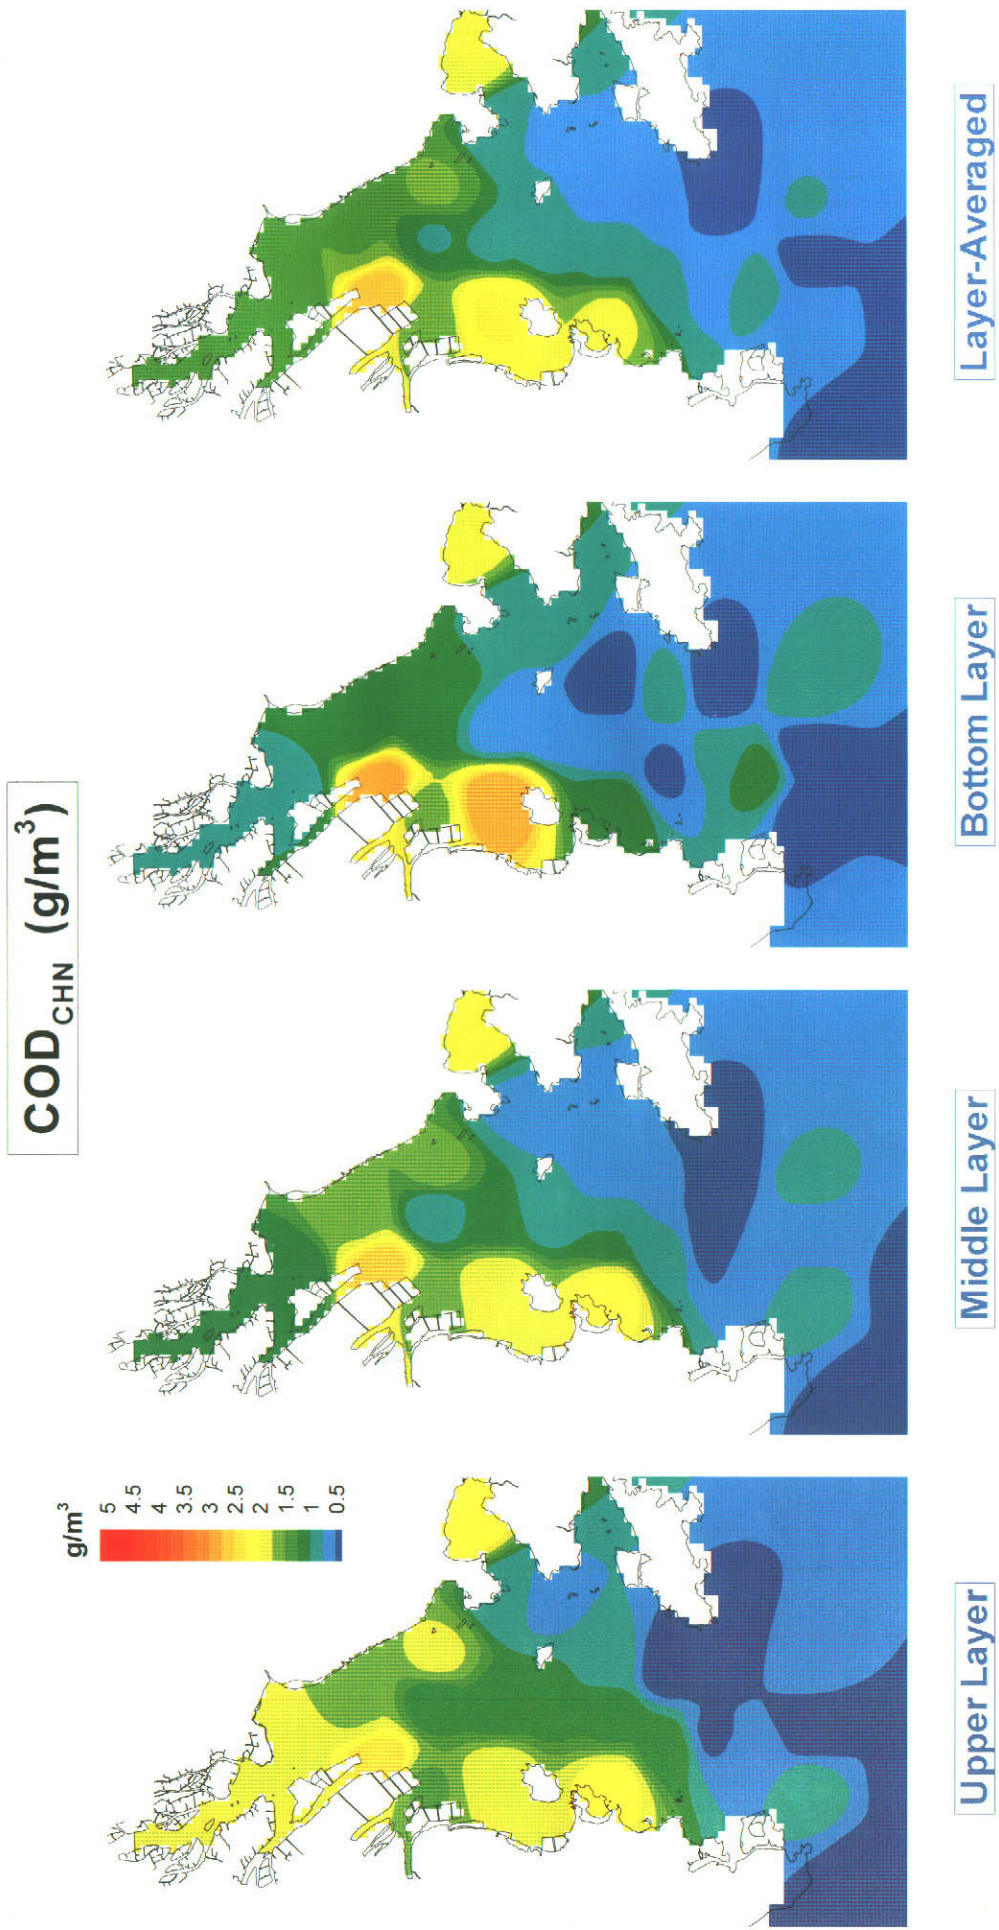 COD_CHN (g/m³)
g/m³
5
4.5
4
3.5
3
2.5
2
1.5
1
0.5
Upper Layer
Middle Layer
Bottom Layer
Layer-Averaged